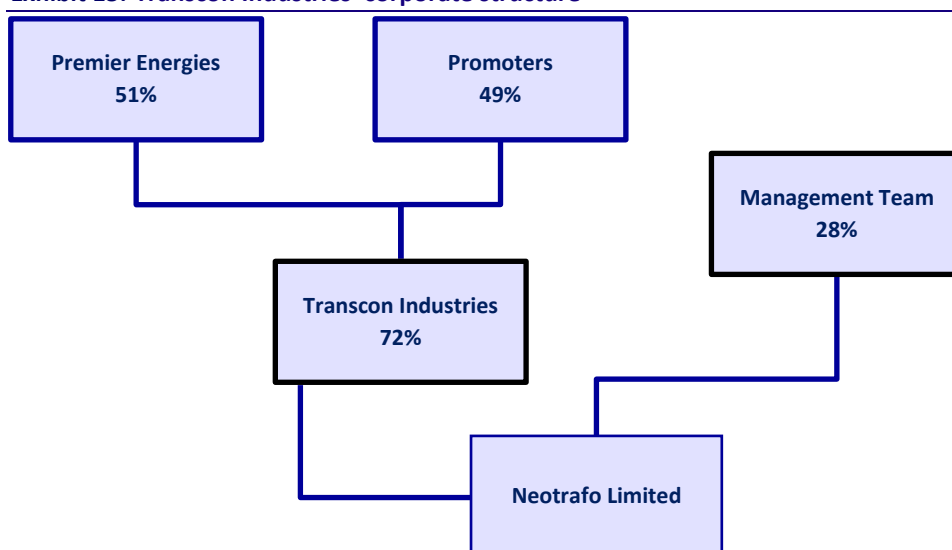 Premier Energies
51%
Promoters
49%
Management Team
28%
Transcon Industries
72%
Neotrafo Limited